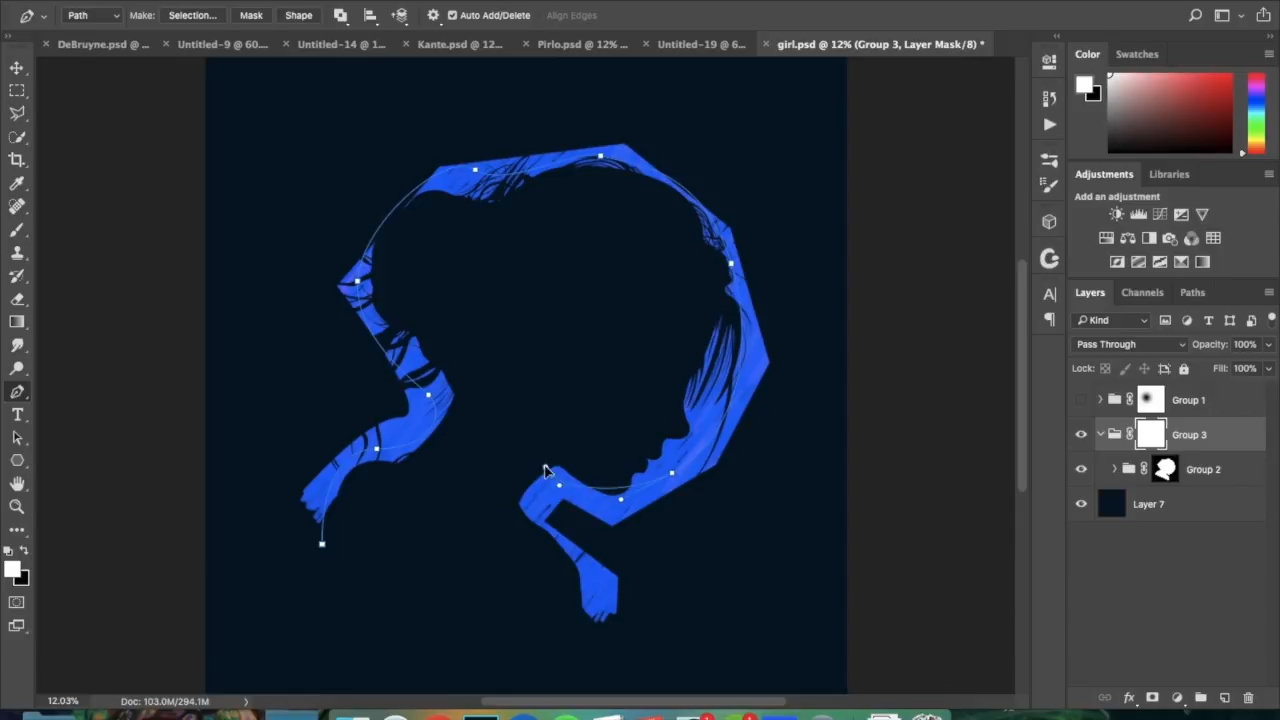 Path Make: Selection... Mask Shape Auto Add/Delete Align Edges
DeBruyne.psd @ ... Untitled-9 @ 60.... Untitled-14 @ 1... Kante.psd @ 12... Pirlo.psd @ 12% ... Untitled-19 @ 6... girl.psd @ 12% (Group 3, Layer Mask/8) *
Color Swatches
Adjustments Libraries
Add an adjustment
Layers Channels Paths
Kind
Pass Through Opacity: 100%
Lock: Fill: 100%
Group 1
Group 3
Group 2
Layer 7
12.03% Doc: 103.0M/294.1M